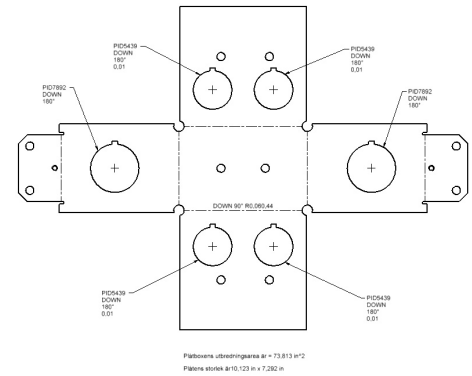 PID5439
DOWN
180°
0,01
PID5439
DOWN
180°
0,01
PID7892
DOWN
180°
PID7892
DOWN
180°
DOWN 90° R0,080,44
PID5439
DOWN
180°
0,01
PID5439
DOWN
180°
0,01
Platboxens utbredningsarea är = 73,813 in^2
Plåtens storlek är10,123 in x 7,292 in